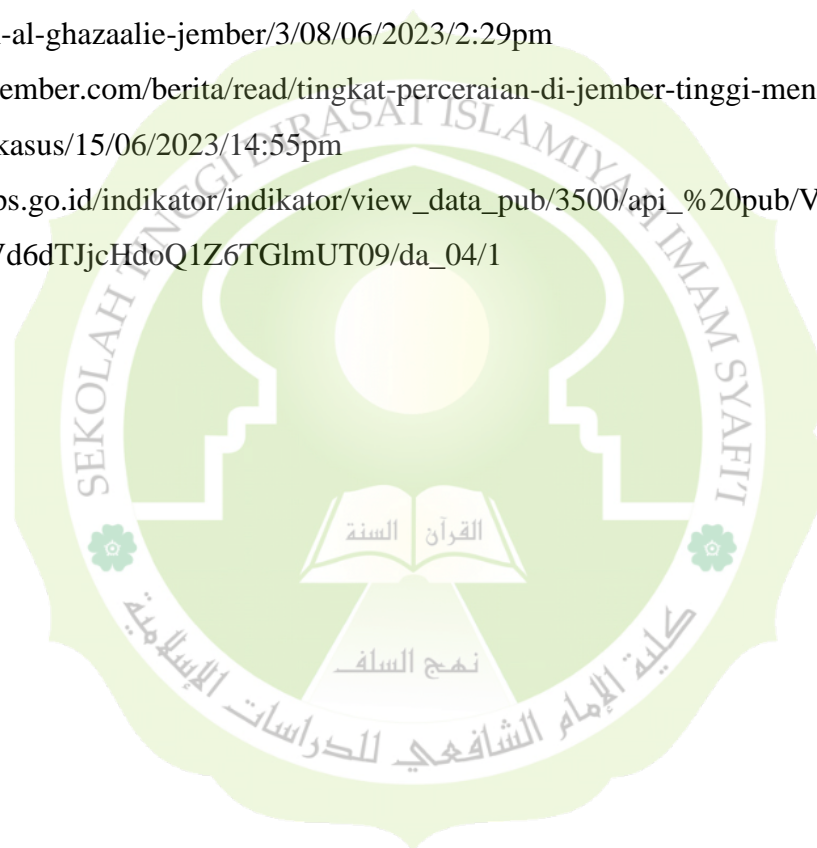 -al-ghazaalie-jember/3/08/06/2023/2:29pm
ember.com/berita/read/tingkat-perceraian-di-jember-tinggi-men
kasus/15/06/2023/14:55pm
os.go.id/indikator/indikator/view_data_pub/3500/api_%20pub/V
/d6dTJjcHdoQ1Z6TGlmUT09/da_04/1
SEKOLAH TINGGI DIRASAT ISLAMIYAH IMAM SYAFI'I
القرآن السنة
نهج السلف
كلية الإمام الشافعي للدراسات الإسلامية